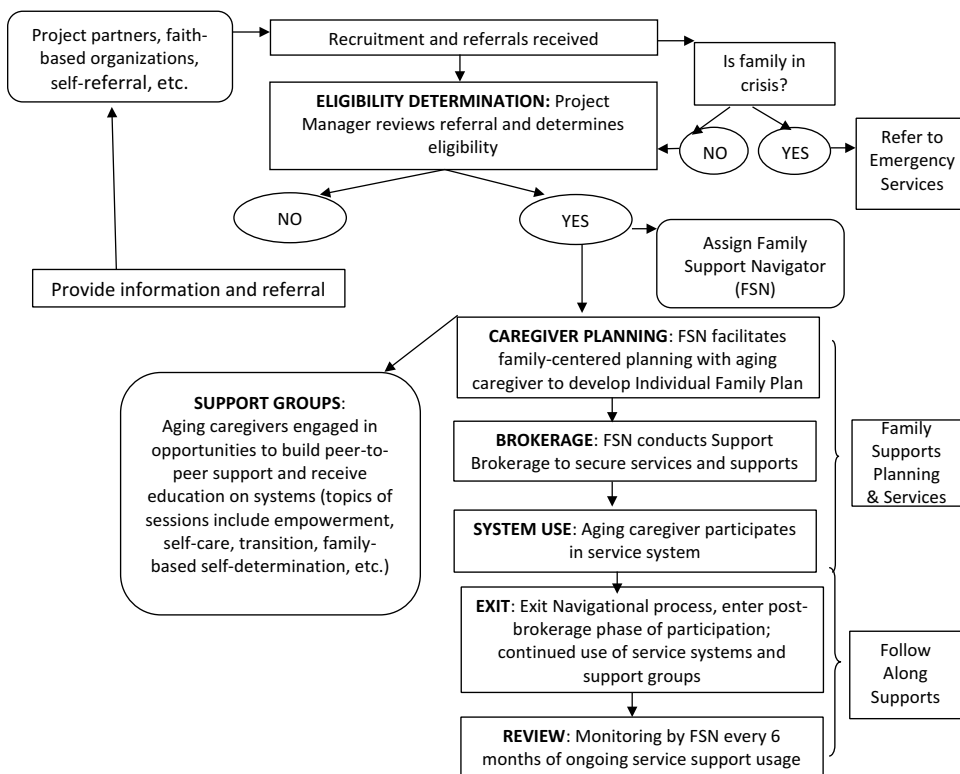 Project partners, faith-
based organizations,
self-referral, etc.
Recruitment and referrals received
Is family in
crisis?
ELIGIBILITY DETERMINATION: Project
Manager reviews referral and determines
eligibility
NO
YES
Refer to
Emergency
Services
NO
YES
Assign Family
Support Navigator
(FSN)
Provide information and referral
CAREGIVER PLANNING: FSN facilitates
family-centered planning with aging
caregiver to develop Individual Family Plan
SUPPORT GROUPS:
Aging caregivers engaged in
opportunities to build peer-to-
peer support and receive
education on systems (topics of
sessions include empowerment,
self-care, transition, family-
based self-determination, etc.)
BROKERAGE: FSN conducts Support
Brokerage to secure services and supports
Family
Supports
Planning
& Services
SYSTEM USE: Aging caregiver participates
in service system
EXIT: Exit Navigational process, enter post-
brokerage phase of participation;
continued use of service systems and
support groups
Follow
Along
Supports
REVIEW: Monitoring by FSN every 6
months of ongoing service support usage